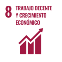 8 TRABAJO DECENTE
Y CRECIMIENTO
ECONÓMICO